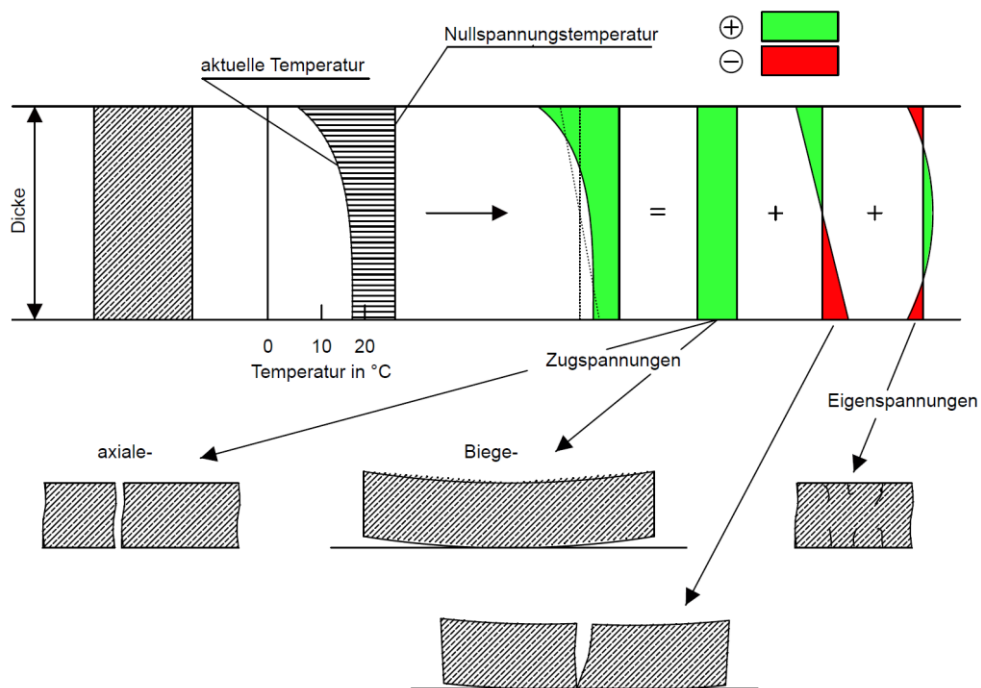 Nullspannungstemperatur
+
aktuelle Temperatur
−
Dicke
=
+
+
0 10 20
Temperatur in °C
Zugspannungen
Eigenspannungen
axiale-
Biege-